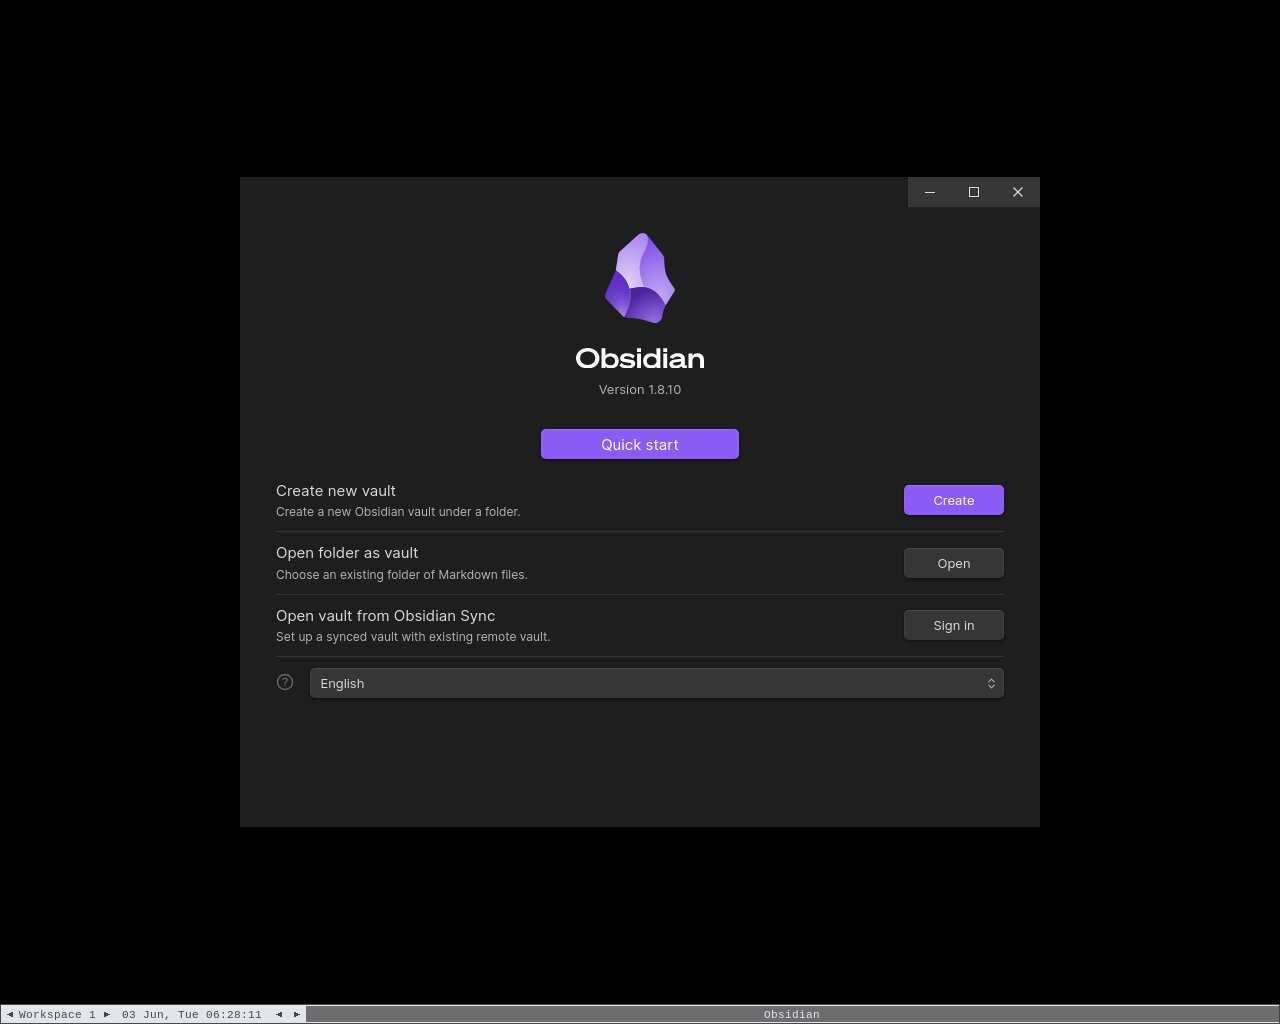 Obsidian
Version 1.8.10
Quick start
Create new vault
Create a new Obsidian vault under a folder.
Create
Open folder as vault
Choose an existing folder of Markdown files.
Open
Open vault from Obsidian Sync
Set up a synced vault with existing remote vault.
Sign in
English
Workspace 1 03 Jun, Tue 06:28:11 Obsidian